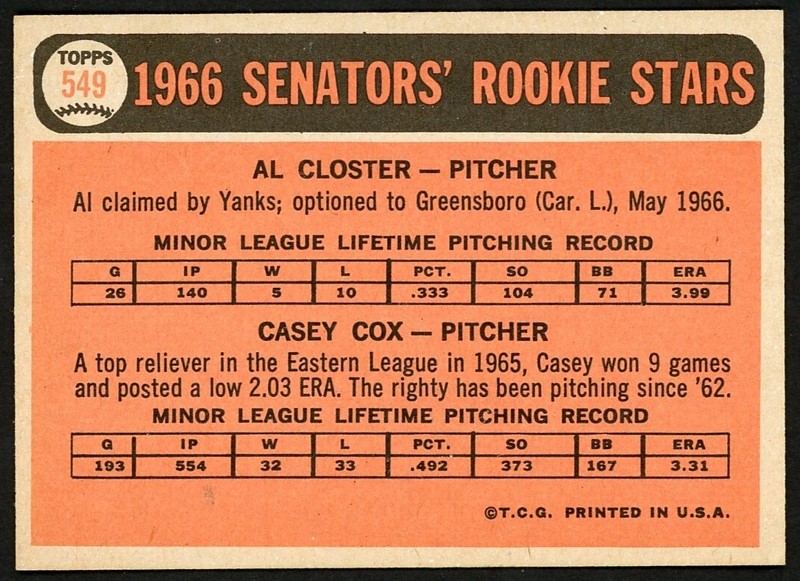 TOPPS
549
1966 SENATORS' ROOKIE STARS
AL CLOSTER — PITCHER
Al claimed by Yanks; optioned to Greensboro (Car. L.), May 1966.
MINOR LEAGUE LIFETIME PITCHING RECORD
G IP W L PCT. SO BB ERA
26 140 5 10 .333 104 71 3.99
CASEY COX — PITCHER
A top reliever in the Eastern League in 1965, Casey won 9 games
and posted a low 2.03 ERA. The righty has been pitching since '62.
MINOR LEAGUE LIFETIME PITCHING RECORD
G IP W L PCT. SO BB ERA
193 554 32 33 .492 373 167 3.31
©T.C.G. PRINTED IN U.S.A.